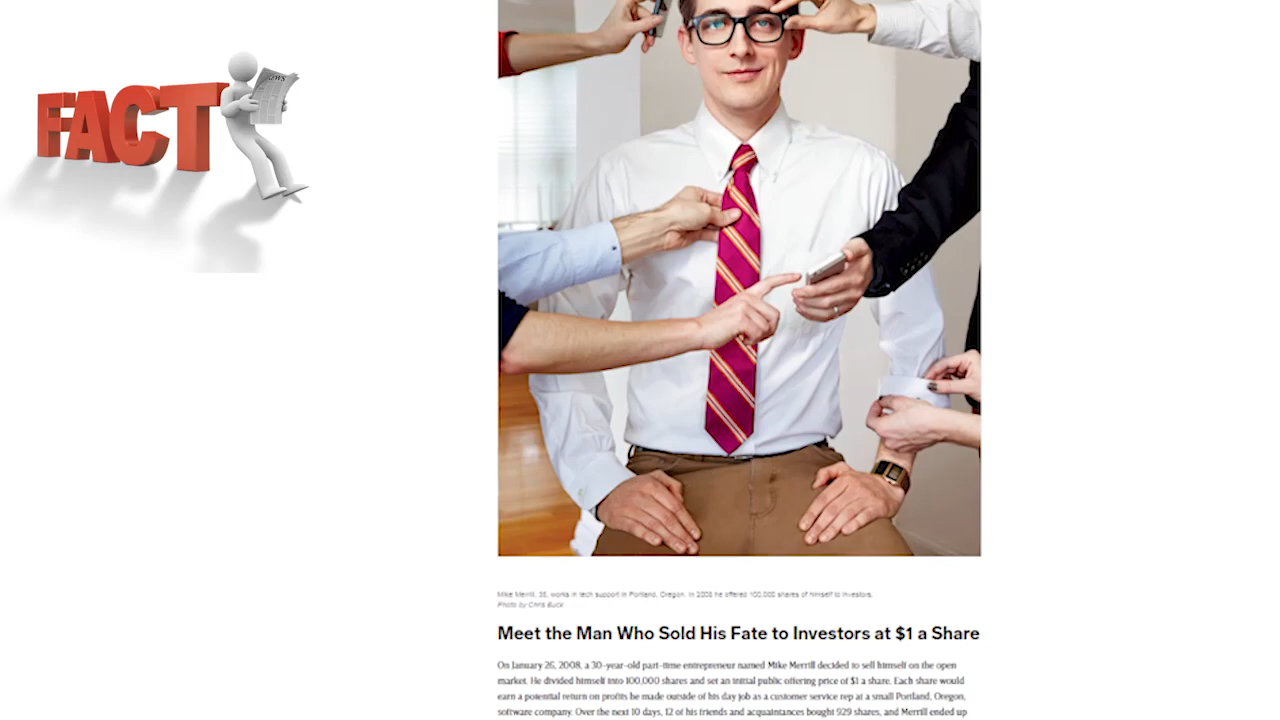 FACT
NEWS
Mike Merrill, 35, works in tech support in Portland, Oregon. In 2008 he offered 100,000 shares of himself to investors.
Photo by Chris Buck
Meet the Man Who Sold His Fate to Investors at $1 a Share
On January 26, 2008, a 30-year-old part-time entrepreneur named Mike Merrill decided to sell himself on the open
market. He divided himself into 100,000 shares and set an initial public offering price of $1 a share. Each share would
earn a potential return on profits he made outside of his day job as a customer service rep at a small Portland, Oregon,
software company. Over the next 10 days, 12 of his friends and acquaintances bought 929 shares, and Merrill ended up